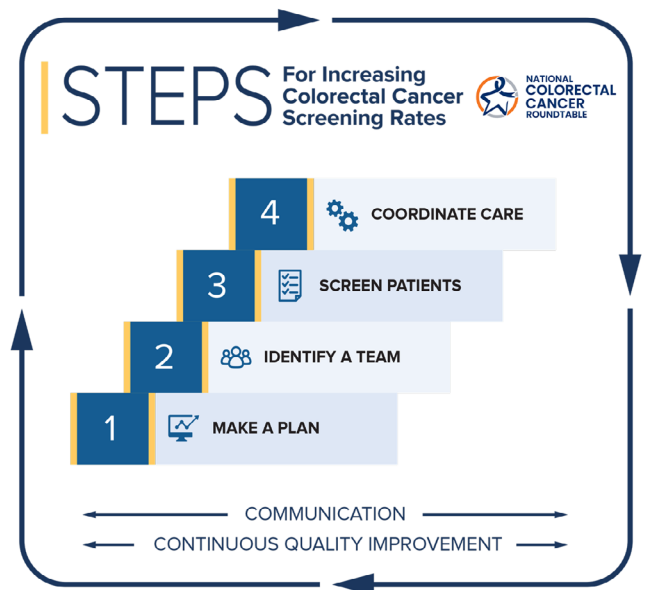 STEPS
For Increasing
Colorectal Cancer
Screening Rates
NATIONAL
COLORECTAL
CANCER
ROUNDTABLE
4 COORDINATE CARE
3 SCREEN PATIENTS
2 IDENTIFY A TEAM
1 MAKE A PLAN
COMMUNICATION
CONTINUOUS QUALITY IMPROVEMENT